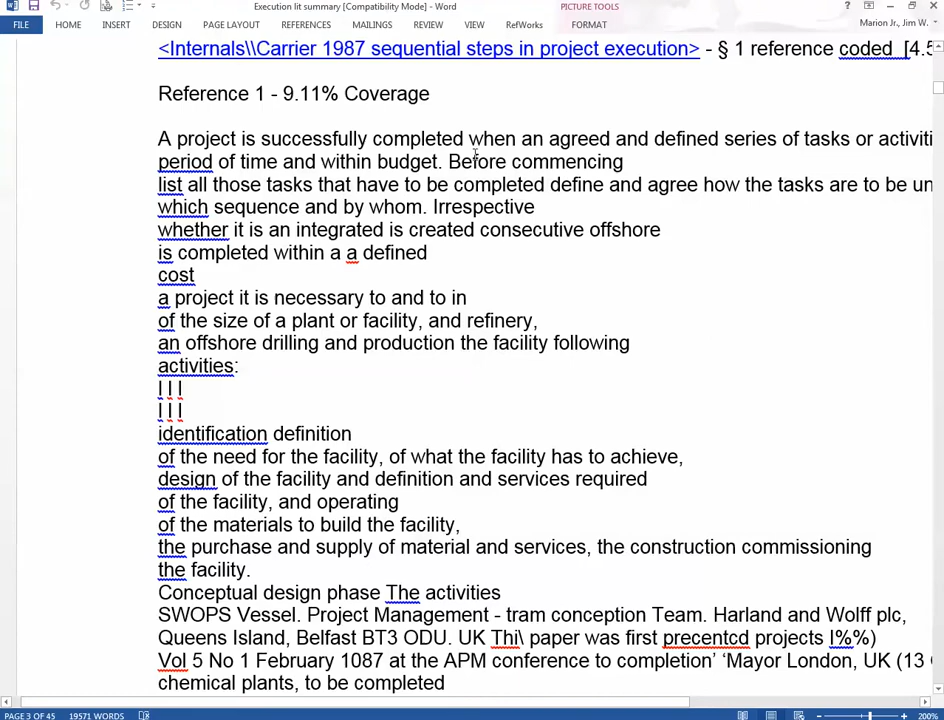 Execution lit summary [Compatibility Mode] - Word
PICTURE TOOLS
?
FILE HOME INSERT DESIGN PAGE LAYOUT REFERENCES MAILINGS REVIEW VIEW RefWorks FORMAT
Marion Jr., Jim W.
<Internals\\Carrier 1987 sequential steps in project execution> - § 1 reference coded [4.5
Reference 1 - 9.11% Coverage
A project is successfully completed when an agreed and defined series of tasks or activiti
period of time and within budget. Before commencing
list all those tasks that have to be completed define and agree how the tasks are to be un
which sequence and by whom. Irrespective
whether it is an integrated is created consecutive offshore
is completed within a a defined
cost
a project it is necessary to and to in
of the size of a plant or facility, and refinery,
an offshore drilling and production the facility following
activities:
l l l
l l l
identification definition
of the need for the facility, of what the facility has to achieve,
design of the facility and definition and services required
of the facility, and operating
of the materials to build the facility,
the purchase and supply of material and services, the construction commissioning
the facility.
Conceptual design phase The activities
SWOPS Vessel. Project Management - tram conception Team. Harland and Wolff plc,
Queens Island, Belfast BT3 ODU. UK Thi\ paper was first precentcd projects I%%)
Vol 5 No 1 February 1087 at the APM conference to completion’ ‘Mayor London, UK (13
chemical plants, to be completed
PAGE 3 OF 45 19571 WORDS
200%